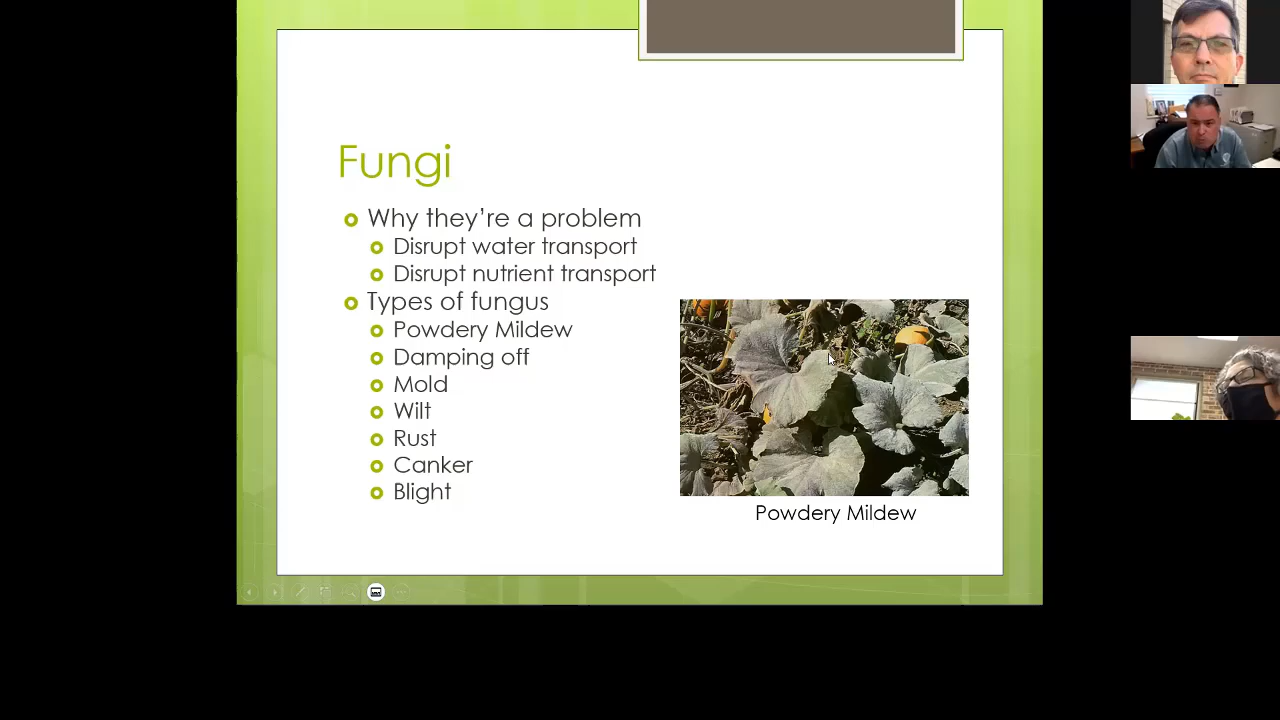 Fungi
Why they're a problem
Disrupt water transport
Disrupt nutrient transport
Types of fungus
Powdery Mildew
Damping off
Mold
Wilt
Rust
Canker
Blight
Powdery Mildew